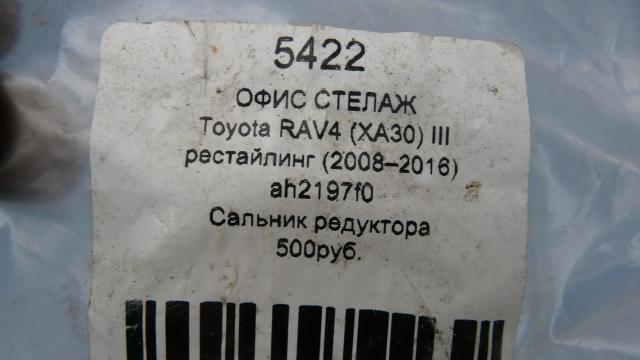 5422
ОФИС СТЕЛАЖ
Toyota RAV4 (XA30) III
рестайлинг (2008–2016)
ah2197f0
Сальник редуктора
500руб.